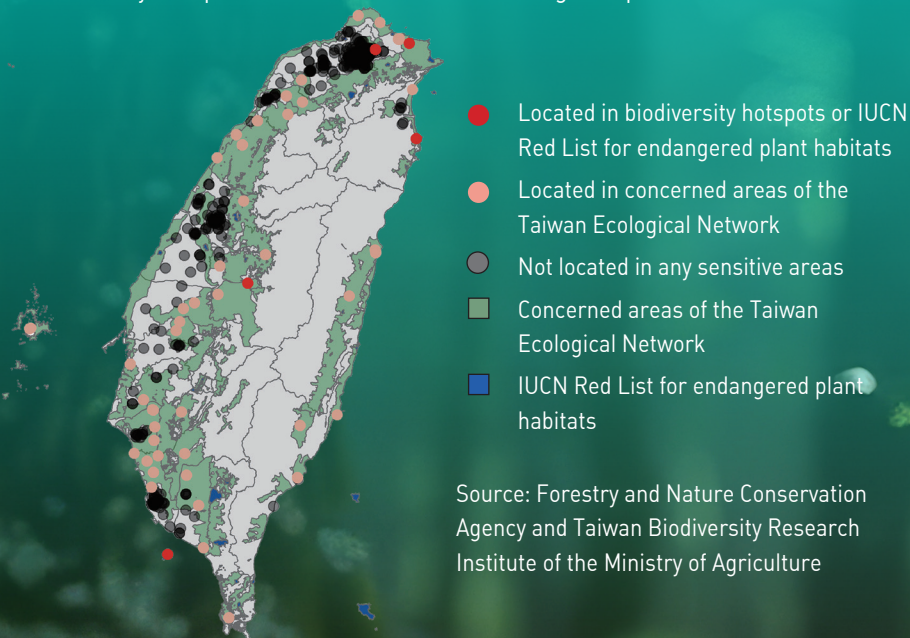 Located in biodiversity hotspots or IUCN
Red List for endangered plant habitats
Located in concerned areas of the
Taiwan Ecological Network
Not located in any sensitive areas
Concerned areas of the Taiwan
Ecological Network
IUCN Red List for endangered plant
habitats
Source: Forestry and Nature Conservation
Agency and Taiwan Biodiversity Research
Institute of the Ministry of Agriculture